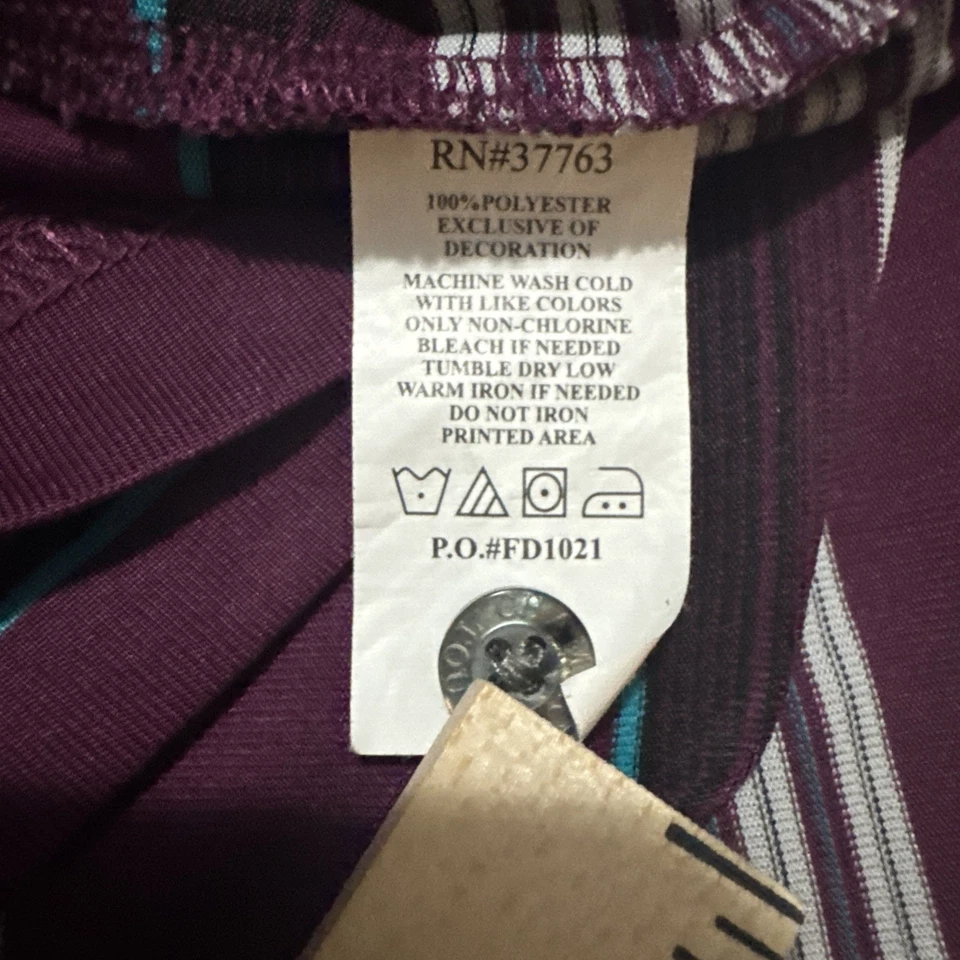 RN#37763
100%POLYESTER
EXCLUSIVE OF
DECORATION
MACHINE WASH COLD
WITH LIKE COLORS
ONLY NON-CHLORINE
BLEACH IF NEEDED
TUMBLE DRY LOW
WARM IRON IF NEEDED
DO NOT IRON
PRINTED AREA
P.O.#FD1021